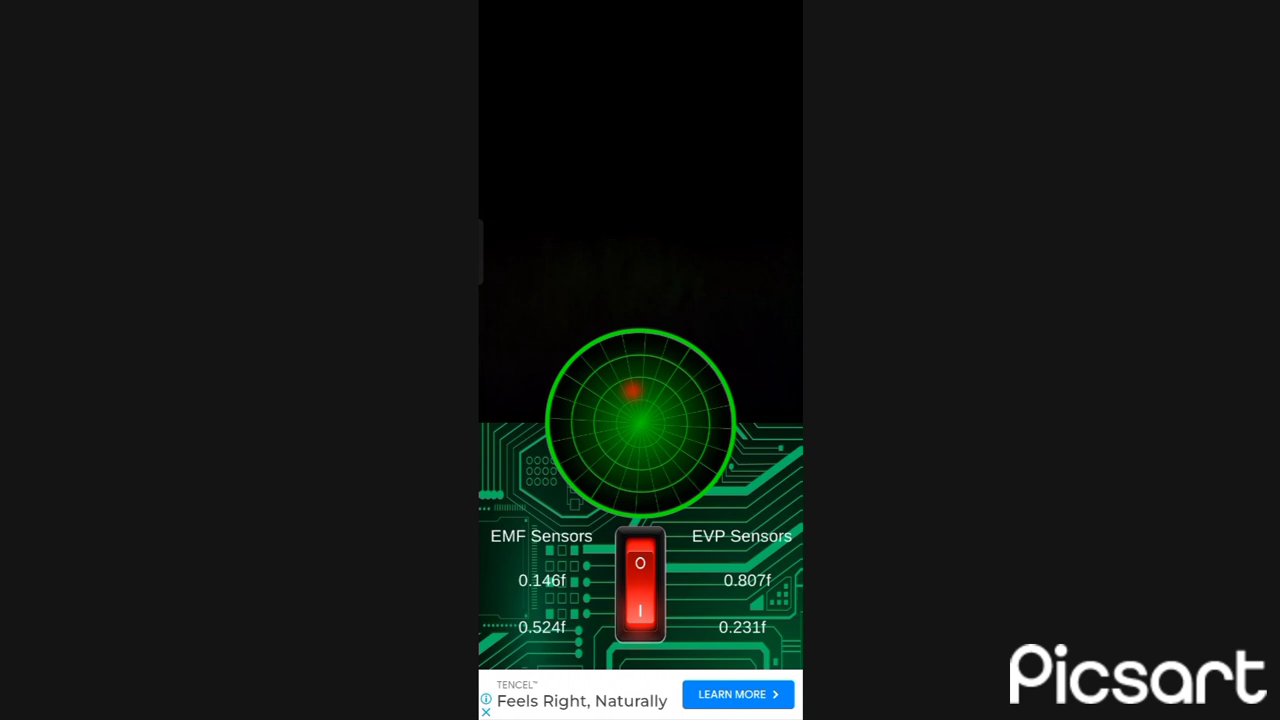 EMF Sensors
EVP Sensors
0.146f
0.807f
0.524f
0.231f
O
I
TENCEL™
Feels Right, Naturally
LEARN MORE
Picsart